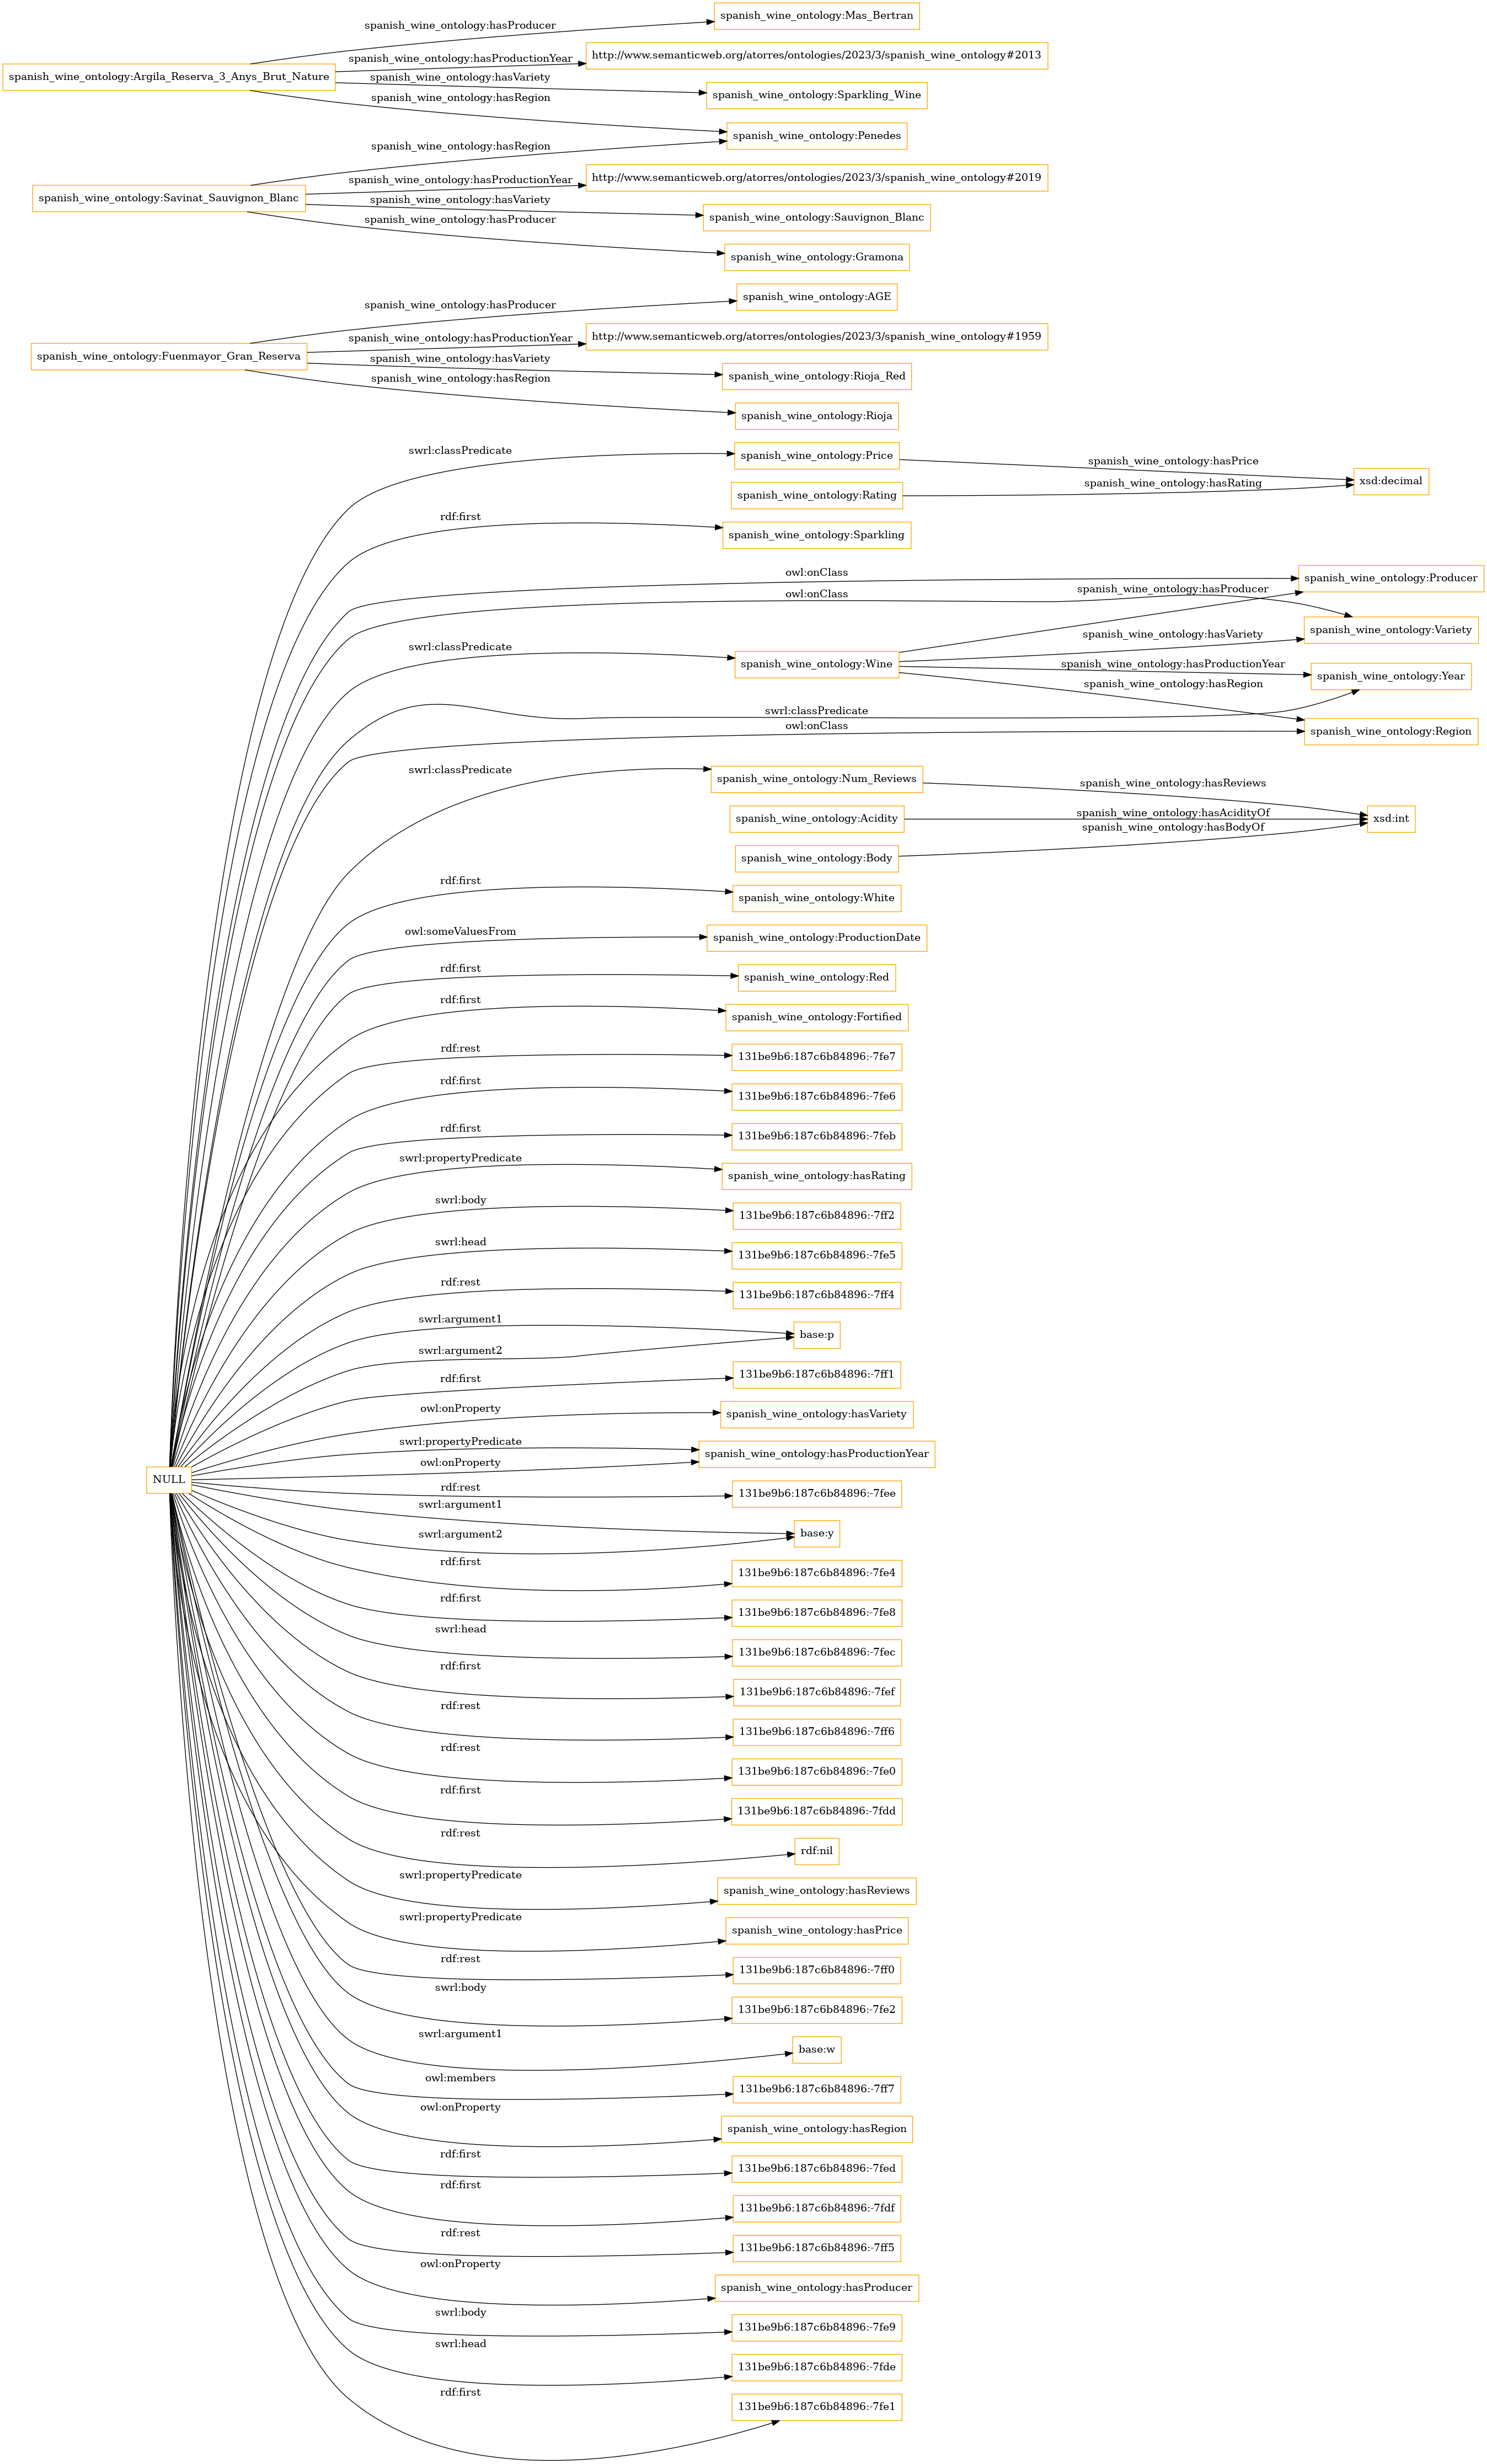 spanish_wine_ontology:Mas_Bertran
spanish_wine_ontology:hasProducer
http://www.semanticweb.org/atorres/ontologies/2023/3/spanish_wine_ontology#2013
spanish_wine_ontology:hasProductionYear
spanish_wine_ontology:Argila_Reserva_3_Anys_Brut_Nature
spanish_wine_ontology:hasVariety
spanish_wine_ontology:Sparkling_Wine
spanish_wine_ontology:hasRegion
spanish_wine_ontology:Penedes
spanish_wine_ontology:hasRegion
http://www.semanticweb.org/atorres/ontologies/2023/3/spanish_wine_ontology#2019
spanish_wine_ontology:hasProductionYear
spanish_wine_ontology:Savinat_Sauvignon_Blanc
spanish_wine_ontology:hasVariety
spanish_wine_ontology:Sauvignon_Blanc
spanish_wine_ontology:hasProducer
spanish_wine_ontology:Gramona
spanish_wine_ontology:AGE
spanish_wine_ontology:hasProducer
http://www.semanticweb.org/atorres/ontologies/2023/3/spanish_wine_ontology#1959
spanish_wine_ontology:hasProductionYear
spanish_wine_ontology:Fuenmayor_Gran_Reserva
spanish_wine_ontology:hasVariety
spanish_wine_ontology:Rioja_Red
spanish_wine_ontology:hasRegion
spanish_wine_ontology:Rioja
swrl:classPredicate
spanish_wine_ontology:Price
spanish_wine_ontology:hasPrice
xsd:decimal
spanish_wine_ontology:hasRating
spanish_wine_ontology:Rating
rdf:first
spanish_wine_ontology:Sparkling
owl:onClass
spanish_wine_ontology:Producer
spanish_wine_ontology:hasProducer
owl:onClass
spanish_wine_ontology:Variety
spanish_wine_ontology:hasVariety
swrl:classPredicate
spanish_wine_ontology:Wine
spanish_wine_ontology:hasProductionYear
spanish_wine_ontology:Year
spanish_wine_ontology:hasRegion
swrl:classPredicate
owl:onClass
spanish_wine_ontology:Region
swrl:classPredicate
spanish_wine_ontology:Num_Reviews
spanish_wine_ontology:hasReviews
spanish_wine_ontology:Acidity
spanish_wine_ontology:hasAcidityOf
xsd:int
spanish_wine_ontology:hasBodyOf
spanish_wine_ontology:Body
rdf:first
spanish_wine_ontology:White
owl:someValuesFrom
spanish_wine_ontology:ProductionDate
rdf:first
spanish_wine_ontology:Red
rdf:first
spanish_wine_ontology:Fortified
rdf:rest
131be9b6:187c6b84896:-7fe7
rdf:first
131be9b6:187c6b84896:-7fe6
rdf:first
131be9b6:187c6b84896:-7feb
swrl:propertyPredicate
spanish_wine_ontology:hasRating
swrl:body
131be9b6:187c6b84896:-7ff2
swrl:head
131be9b6:187c6b84896:-7fe5
rdf:rest
131be9b6:187c6b84896:-7ff4
swrl:argument1
base:p
swrl:argument2
rdf:first
131be9b6:187c6b84896:-7ff1
owl:onProperty
spanish_wine_ontology:hasVariety
swrl:propertyPredicate
spanish_wine_ontology:hasProductionYear
owl:onProperty
NULL
rdf:rest
131be9b6:187c6b84896:-7fee
swrl:argument1
base:y
swrl:argument2
rdf:first
131be9b6:187c6b84896:-7fe4
rdf:first
131be9b6:187c6b84896:-7fe8
swrl:head
131be9b6:187c6b84896:-7fec
rdf:first
131be9b6:187c6b84896:-7fef
rdf:rest
131be9b6:187c6b84896:-7ff6
rdf:rest
131be9b6:187c6b84896:-7fe0
rdf:first
131be9b6:187c6b84896:-7fdd
rdf:rest
rdf:nil
swrl:propertyPredicate
spanish_wine_ontology:hasReviews
swrl:propertyPredicate
spanish_wine_ontology:hasPrice
rdf:rest
131be9b6:187c6b84896:-7ff0
swrl:body
131be9b6:187c6b84896:-7fe2
swrl:argument1
base:w
owl:members
131be9b6:187c6b84896:-7ff7
owl:onProperty
spanish_wine_ontology:hasRegion
rdf:first
131be9b6:187c6b84896:-7fed
rdf:first
131be9b6:187c6b84896:-7fdf
rdf:rest
131be9b6:187c6b84896:-7ff5
owl:onProperty
spanish_wine_ontology:hasProducer
swrl:body
131be9b6:187c6b84896:-7fe9
swrl:head
131be9b6:187c6b84896:-7fde
rdf:first
131be9b6:187c6b84896:-7fe1